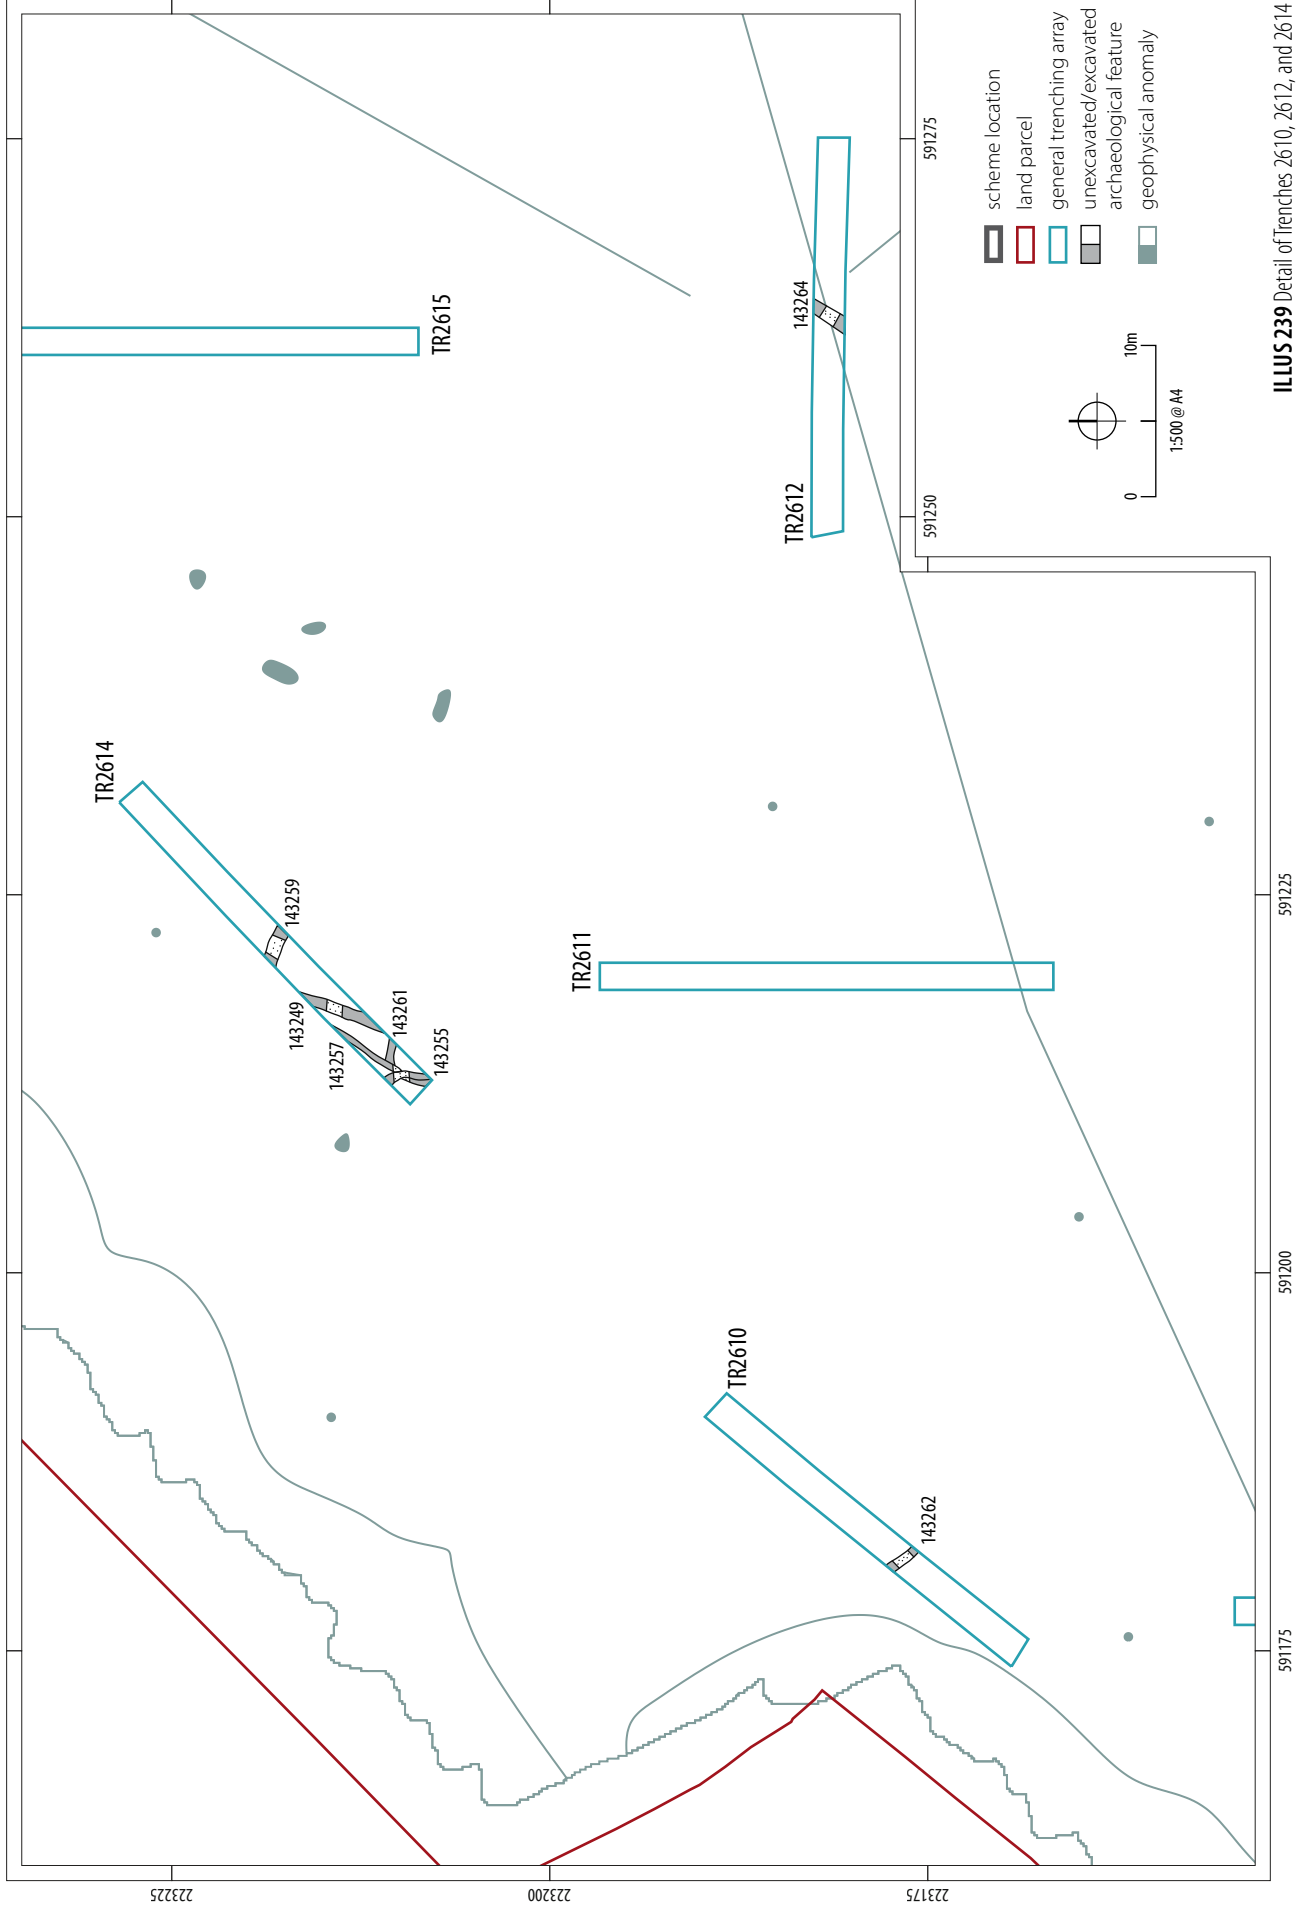 TR2615
TR2614
143259
143249
143261
143257
143255
TR2611
TR2612
143264
TR2610
143262
223225
223200
223175
591175
591200
591225
591250
591275
scheme location
land parcel
general trenching array
unexcavated/excavated
archaeological feature
geophysical anomaly
0
10m
1:500 @ A4
ILLUS 239 Detail of Trenches 2610, 2612, and 2614